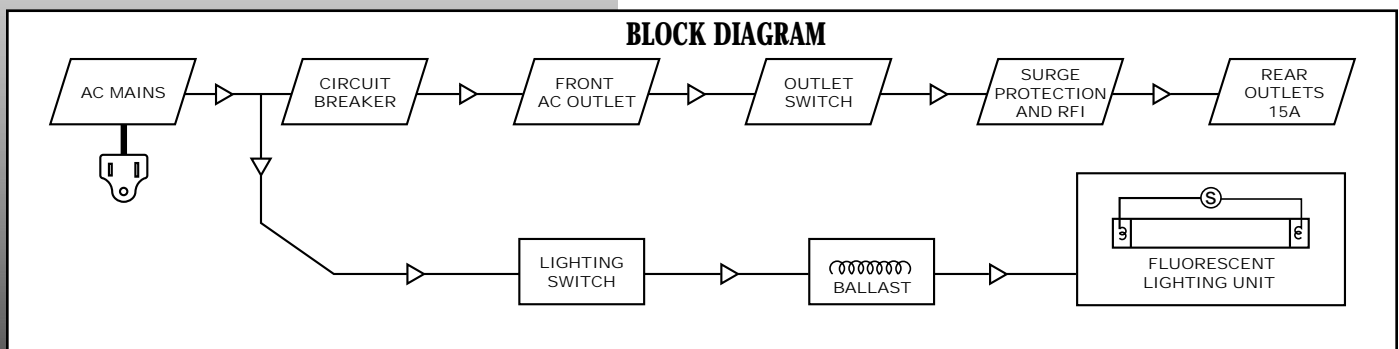 BLOCK DIAGRAM
AC MAINS
CIRCUIT
BREAKER
FRONT
AC OUTLET
OUTLET
SWITCH
SURGE
PROTECTION
AND RFI
REAR
OUTLETS
15A
LIGHTING
SWITCH
BALLAST
S
FLUORESCENT
LIGHTING UNIT